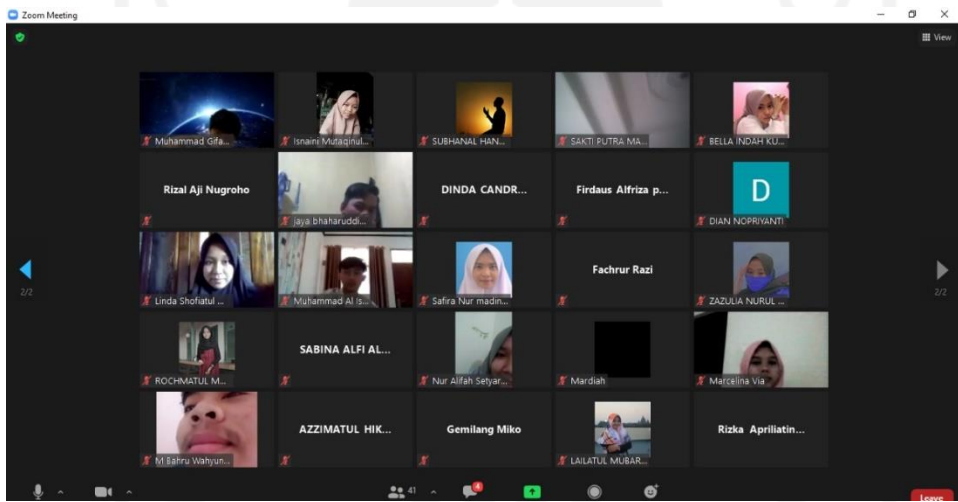 Zoom Meeting
View
Muhammad Gifa...
Isnaini Mutaqinul...
SUBHANAL HAN...
SAKTI PUTRA MA...
BELLA INDAH KU...
Rizal Aji Nugroho
jaya bhaharuddi...
DINDA CANDR...
Firdaus Alfriza p...
D
DIAN NOPRIYANTI
Linda Shofiatul ...
Muhammad Al Is...
Safira Nur madin...
Fachrur Razi
ZAZULIA NURUL ...
2/2
2/2
ROCHMATUL M...
SABINA ALFI AL...
Nur Alifah Setyar...
Mardiah
Marcelina Via
M Bahru Wahyun...
AZZIMATUL HIK...
Gemilang Miko
LAILATUL MUBAR...
Rizka Apriliatin...
41
4
Leave